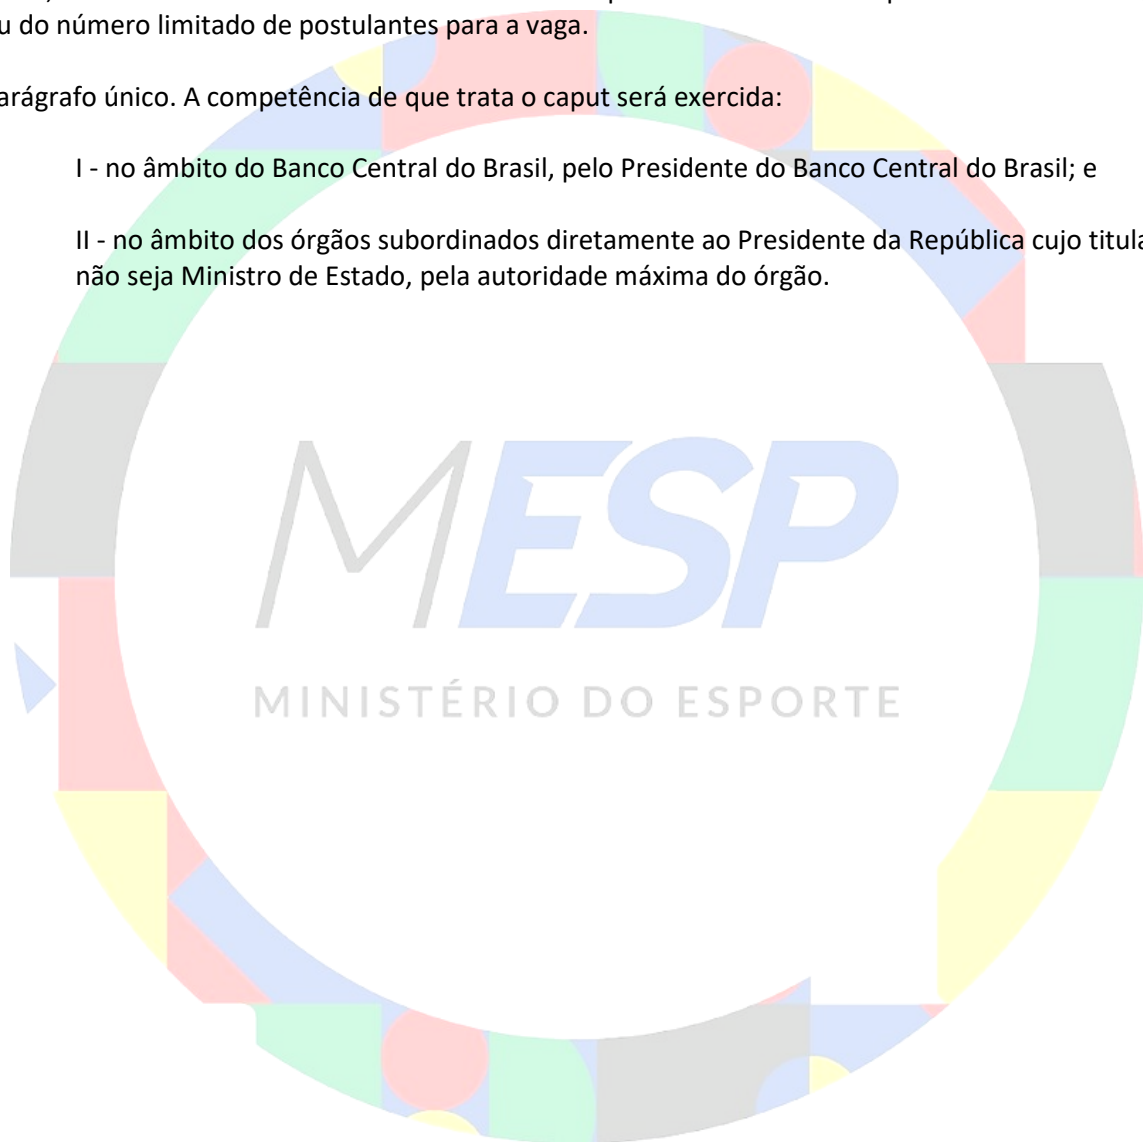 u do número limitado de postulantes para a vaga.
arágrafo único. A competência de que trata o caput será exercida:
I - no âmbito do Banco Central do Brasil, pelo Presidente do Banco Central do Brasil; e
II - no âmbito dos órgãos subordinados diretamente ao Presidente da República cujo titula
não seja Ministro de Estado, pela autoridade máxima do órgão.
MESP
MINISTÉRIO DO ESPORTE